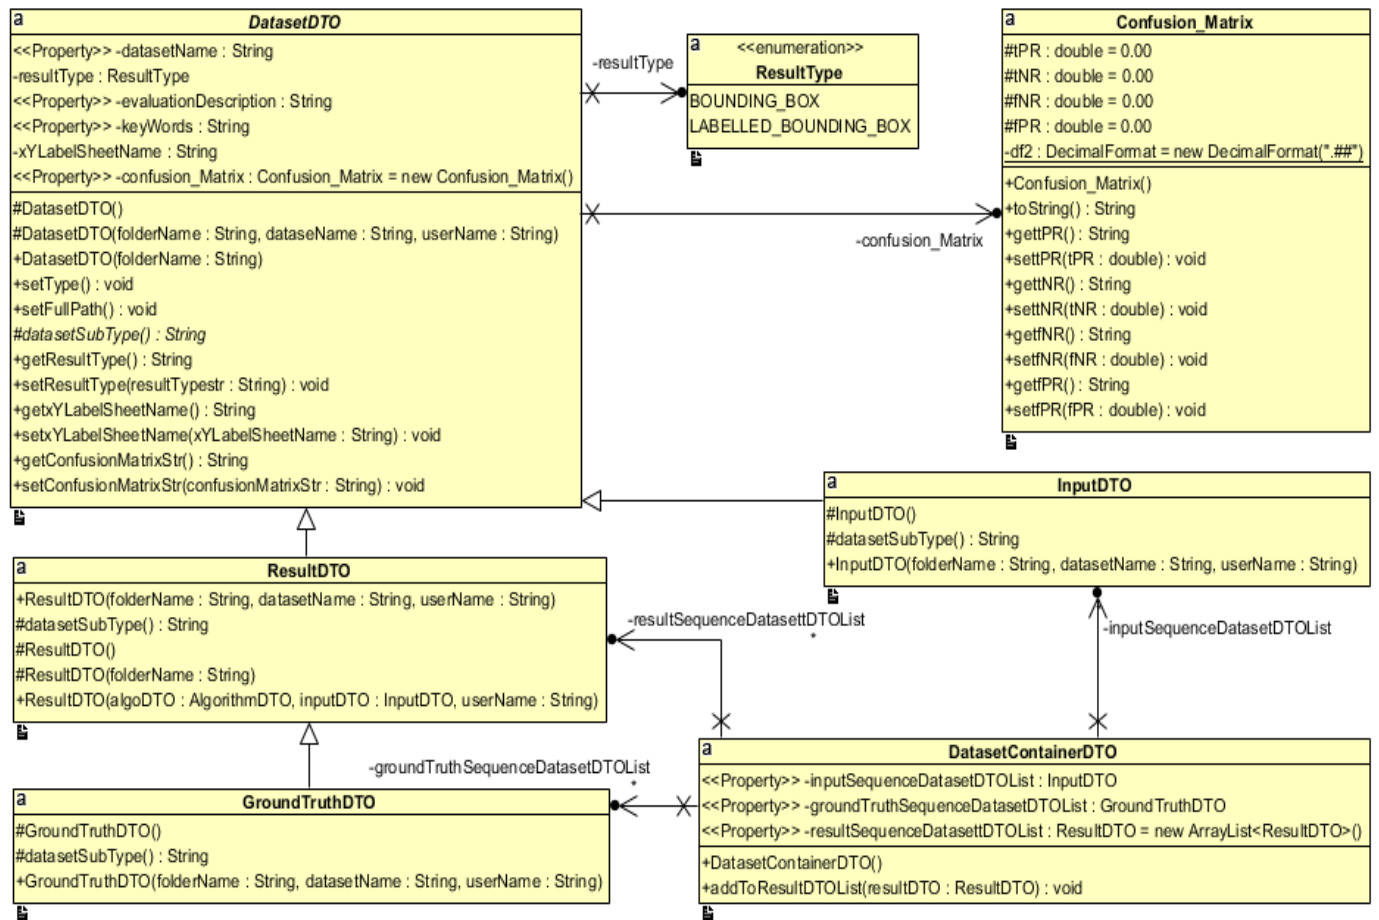 a
DatasetDTO
<<Property>> -datasetName : String
-resultType : ResultType
<<Property>> -evaluationDescription : String
<<Property>> -keyWords : String
-xYLabelSheetName : String
<<Property>> -confusion_Matrix : Confusion_Matrix = new Confusion_Matrix()
#DatasetDTO()
#DatasetDTO(folderName : String, dataseName : String, userName : String)
+DatasetDTO(folderName : String)
+setType() : void
+setFullPath() : void
#datasetSubType() : String
+getResultType() : String
+setResultType(resultTypestr : String) : void
+getxYLabelSheetName() : String
+setxYLabelSheetName(xYLabelSheetName : String) : void
+getConfusionMatrixStr() : String
+setConfusionMatrixStr(confusionMatrixStr : String) : void
-resultType
a
<<enumeration>>
ResultType
BOUNDING_BOX
LABELLED_BOUNDING_BOX
-confusion_Matrix
a
Confusion_Matrix
#tPR : double = 0.00
#tNR : double = 0.00
#fNR : double = 0.00
#fPR : double = 0.00
-df2 : DecimalFormat = new DecimalFormat(".##")
+Confusion_Matrix()
+toString() : String
+gettPR() : String
+settPR(tPR : double) : void
+gettNR() : String
+settNR(tNR : double) : void
+getfNR() : String
+setfNR(fNR : double) : void
+getfPR() : String
+setfPR(fPR : double) : void
a
InputDTO
#InputDTO()
#datasetSubType() : String
+InputDTO(folderName : String, datasetName : String, userName : String)
a
ResultDTO
+ResultDTO(folderName : String, datasetName : String, userName : String)
#datasetSubType() : String
#ResultDTO()
#ResultDTO(folderName : String)
+ResultDTO(algoDTO : AlgorithmDTO, inputDTO : InputDTO, userName : String)
-resultSequenceDatasettDTOList
*
-inputSequenceDatasetDTOList
-groundTruthSequenceDatasetDTOList
*
a
GroundTruthDTO
#GroundTruthDTO()
#datasetSubType() : String
+GroundTruthDTO(folderName : String, datasetName : String, userName : String)
a
DatasetContainerDTO
<<Property>> -inputSequenceDatasetDTOList : InputDTO
<<Property>> -groundTruthSequenceDatasetDTOList : GroundTruthDTO
<<Property>> -resultSequenceDatasettDTOList : ResultDTO = new ArrayList<ResultDTO>()
+DatasetContainerDTO()
+addToResultDTOList(resultDTO : ResultDTO) : void